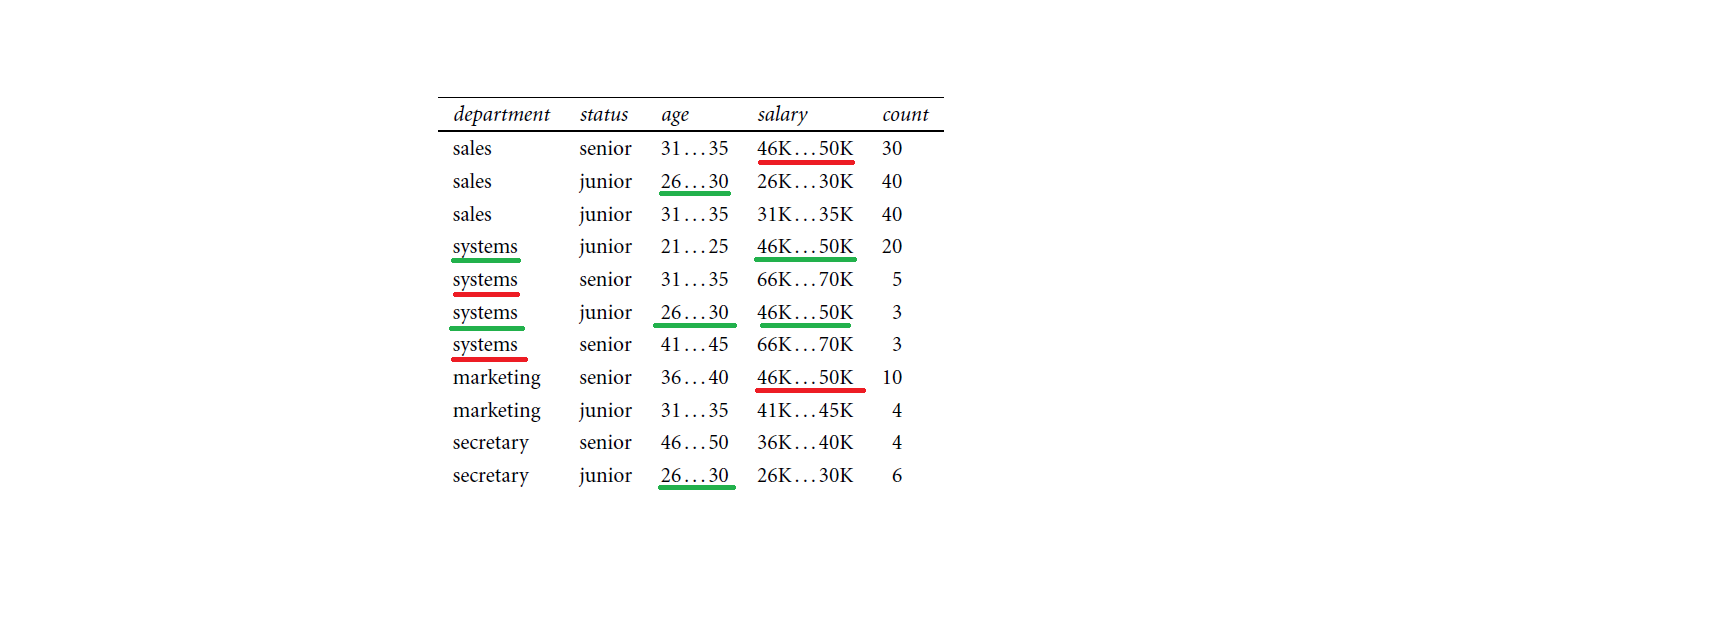 department status age salary count
sales senior 31...35 46K...50K 30
sales junior 26...30 26K...30K 40
sales junior 31...35 31K...35K 40
systems junior 21...25 46K...50K 20
systems senior 31...35 66K...70K 5
systems junior 26...30 46K...50K 3
systems senior 41...45 66K...70K 3
marketing senior 36...40 46K...50K 10
marketing junior 31...35 41K...45K 4
secretary senior 46...50 36K...40K 4
secretary junior 26...30 26K...30K 6